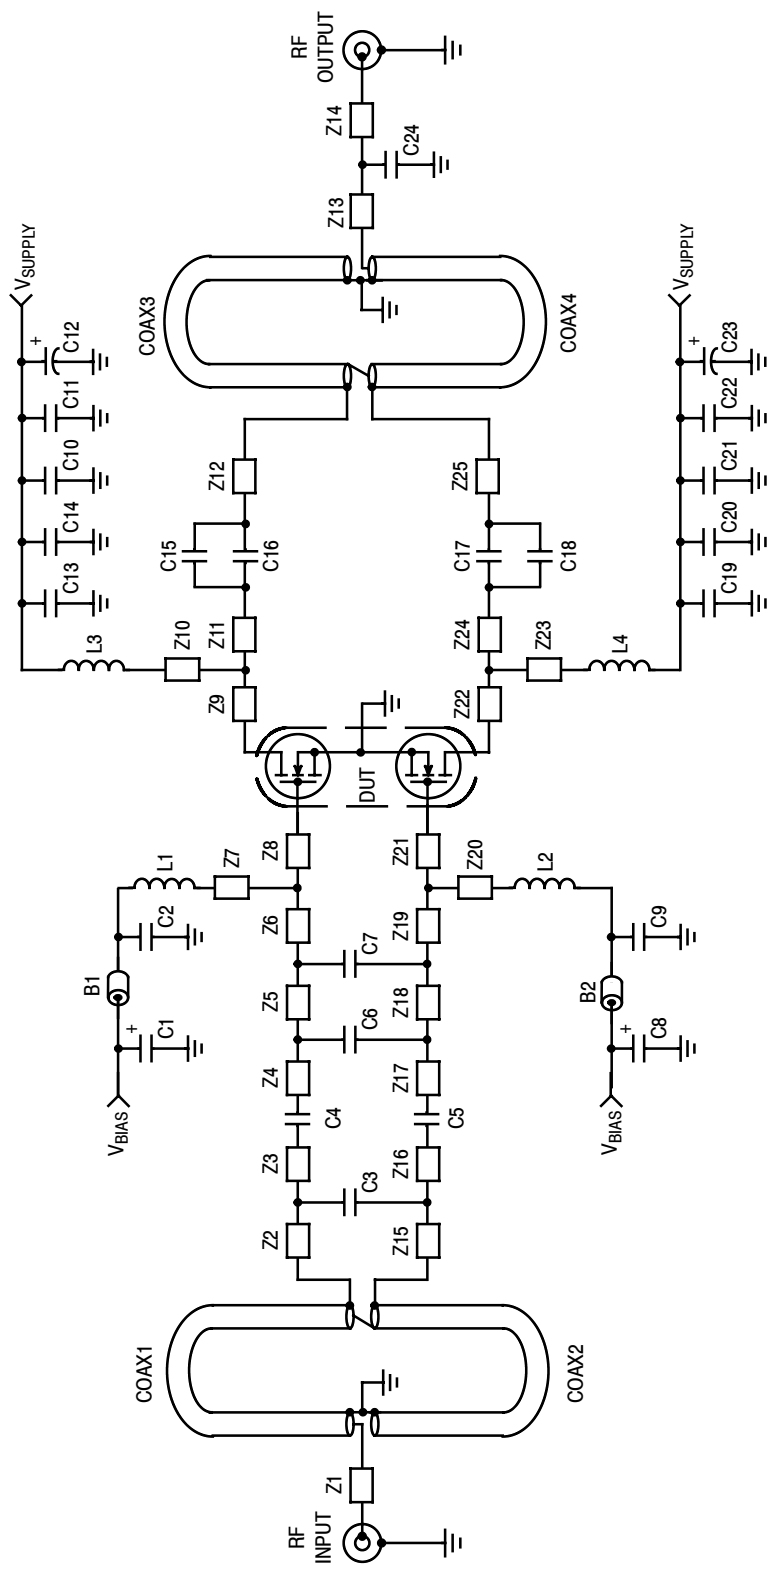 RF
OUTPUT
Z14
C24
Z13
VSUPPLY
VSUPPLY
COAX3
COAX4
+
C12
C11
C10
C14
C13
+
C23
C22
C21
C20
C19
Z12
Z25
C15
C16
C17
C18
L3
Z10
Z11
Z24
Z23
L4
Z9
Z22
DUT
Z8
Z21
L1
Z7
Z20
L2
C2
Z6
Z19
C9
B1
C7
B2
Z5
Z18
+
C1
C6
+
C8
Z4
Z17
VBIAS
C4
C5
VBIAS
Z3
Z16
C3
Z2
Z15
COAX1
COAX2
Z1
RF
INPUT